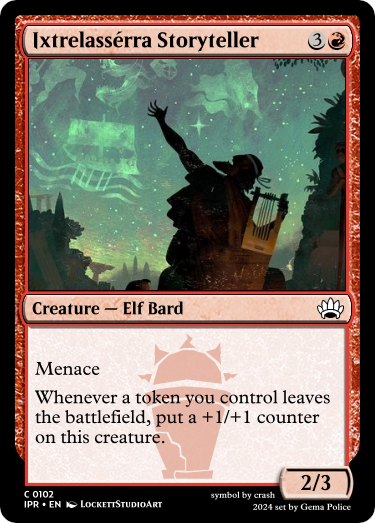 Ixtrelassérra Storyteller 3
Creature — Elf Bard
Menace
Whenever a token you control leaves
the battlefield, put a +1/+1 counter
on this creature.
2/3
C 0102
IPR • EN LockettStudioArt
symbol by crash
2024 set by Gema Police